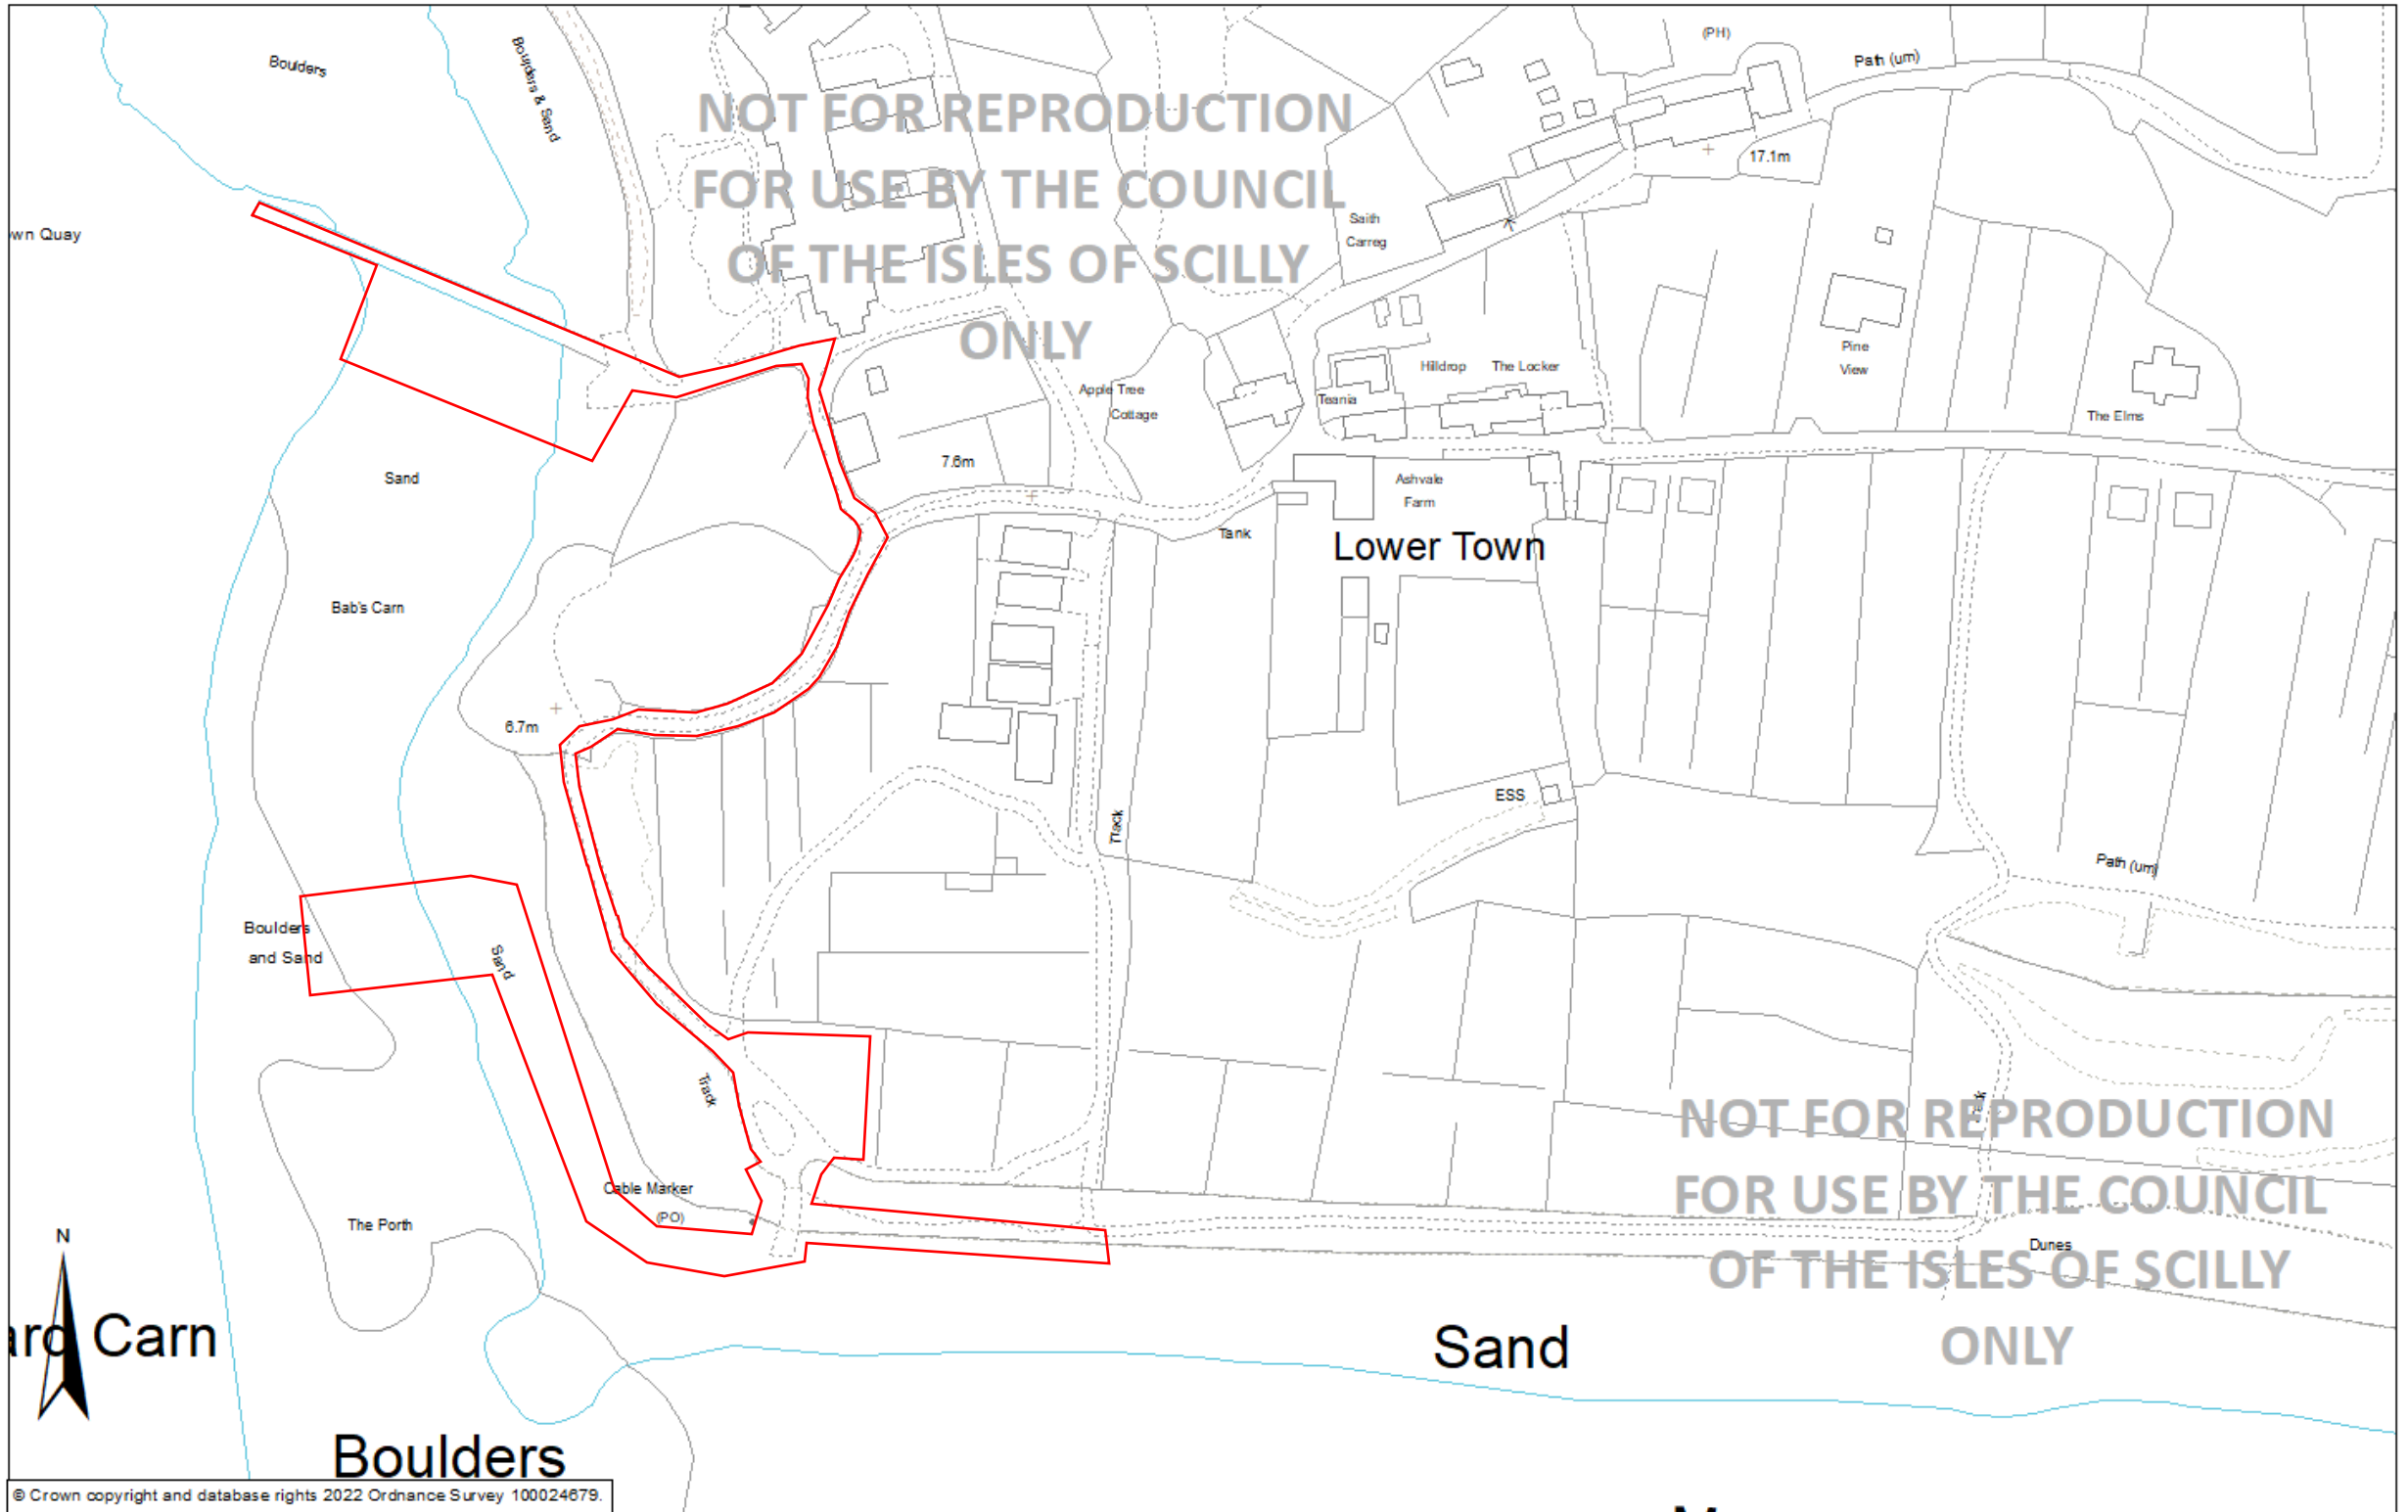 (PH)
Path (um)
Boulders
Boulders & Sand
NOT FOR REPRODUCTION
FOR USE BY THE COUNCIL
OF THE ISLES OF SCILLY
ONLY
17.1m
Saith
Carreg
wn Quay
Pine
View
Hilldrop
The Locker
Teania
Apple Tree
Cottage
The Elms
7.6m
Sand
Ashvale
Farm
Tank
Lower Town
Bab's Carn
6.7m
ESS
Track
Path (um)
Boulders
and Sand
Sand
Track
NOT FOR REPRODUCTION
FOR USE BY THE COUNCIL
OF THE ISLES OF SCILLY
ONLY
Cable Marker
(PO)
The Porth
N
Dunes
Carn
Sand
Boulders
© Crown copyright and database rights 2022 Ordnance Survey 100024679.